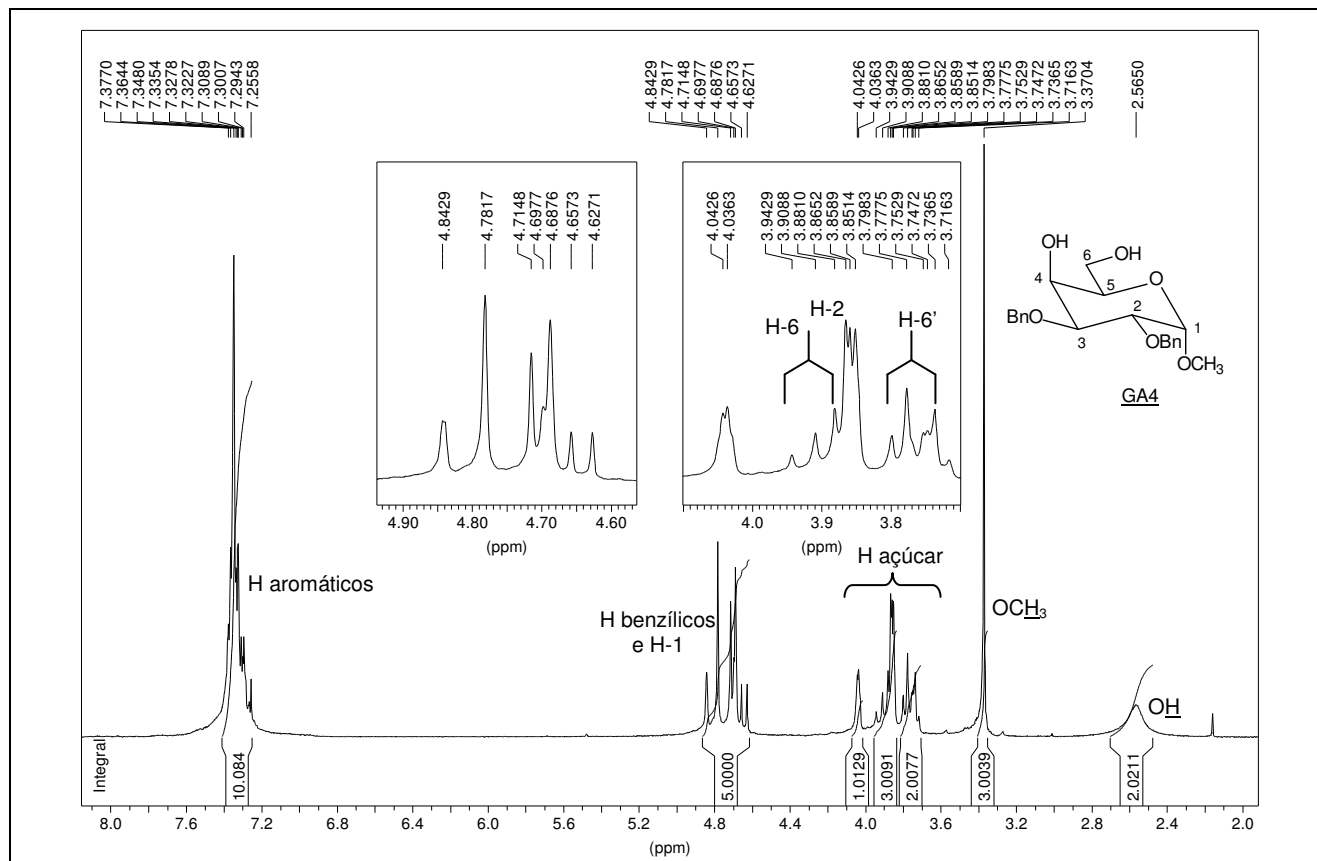 7.3770
7.3644
7.3480
7.3354
7.3278
7.3227
7.3089
7.3007
7.2943
7.2558
4.8429
4.7817
4.7148
4.6977
4.6876
4.6573
4.6271
4.0426
4.0363
3.9429
3.9088
3.8810
3.8652
3.8589
3.8514
3.7983
3.7775
3.7529
3.7472
3.7365
3.7163
3.3704
2.5650
4.8429
4.7817
4.7148
4.6977
4.6876
4.6573
4.6271
4.90 4.80 4.70 4.60
(ppm)
4.0426
4.0363
3.9429
3.9088
3.8810
3.8652
3.8589
3.8514
3.7983
3.7775
3.7529
3.7472
3.7365
3.7163
H-6
H-2
H-6’
4.0 3.9 3.8
(ppm)
OH
6
OH
4
5
O
BnO
2
1
3
OBn
OCH3
GA4
H aromáticos
H benzílicos
e H-1
H açúcar
OCH3
OH
Integral
10.084
5.0000
1.0129
3.0091
2.0077
3.0039
2.0211
8.0 7.6 7.2 6.8 6.4 6.0 5.6 5.2 4.8 4.4 4.0 3.6 3.2 2.8 2.4 2.0
(ppm)